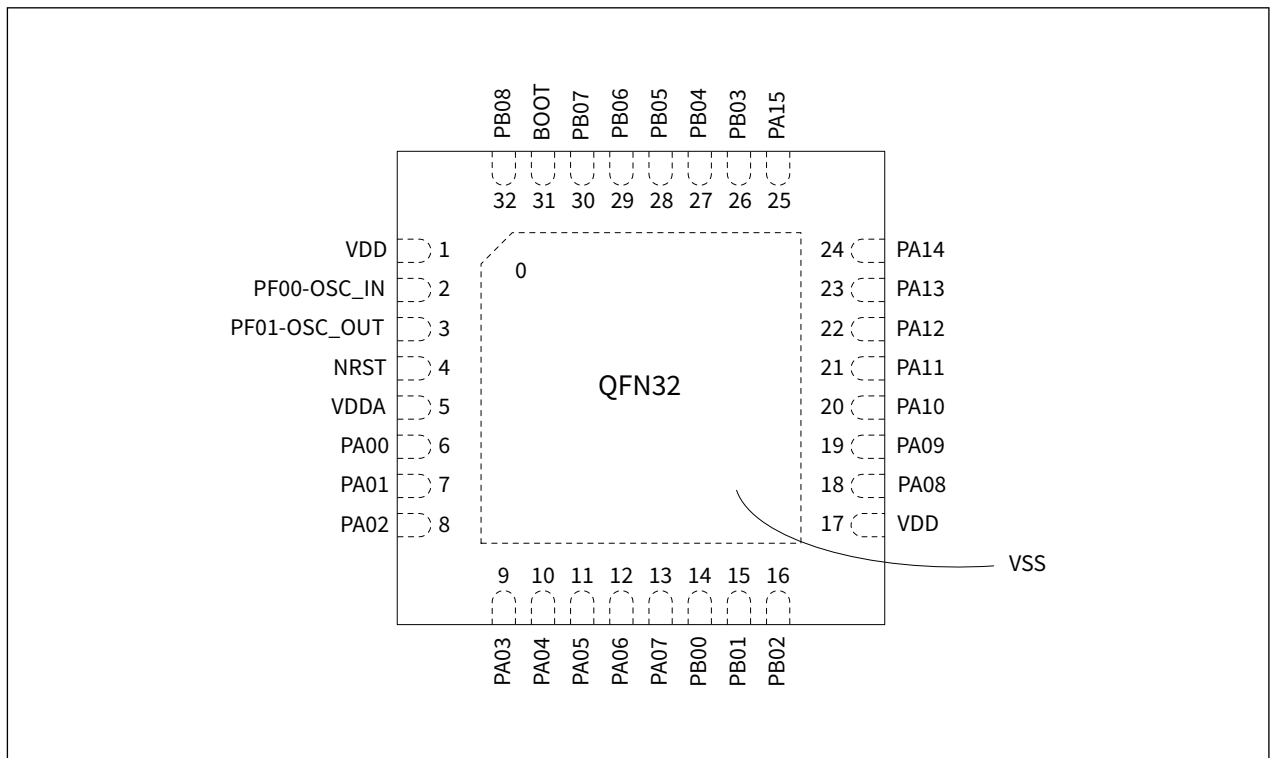 PB08 BOOT PB07 PB06 PB05 PB04 PB03 PA15
32 31 30 29 28 27 26 25
VDD 1 24 PA14
0
PF00-OSC_IN 2 23 PA13
PF01-OSC_OUT 3 22 PA12
NRST 4 21 PA11
QFN32
VDDA 5 20 PA10
PA00 6 19 PA09
PA01 7 18 PA08
PA02 8 17 VDD
VSS
9 10 11 12 13 14 15 16
PA03 PA04 PA05 PA06 PA07 PB00 PB01 PB02